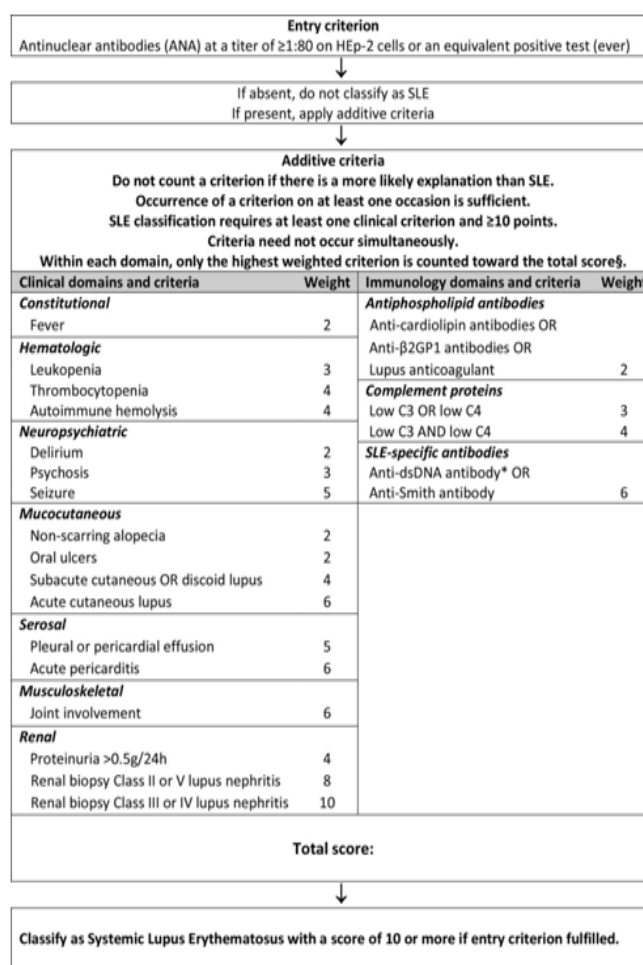 Entry criterion
Antinuclear antibodies (ANA) at a titer of ≥1:80 on HEp-2 cells or an equivalent positive test (ever)
↓
If absent, do not classify as SLE
If present, apply additive criteria
↓
Additive criteria
Do not count a criterion if there is a more likely explanation than SLE.
Occurrence of a criterion on at least one occasion is sufficient.
SLE classification requires at least one clinical criterion and ≥10 points.
Criteria need not occur simultaneously.
Within each domain, only the highest weighted criterion is counted toward the total score§.
Clinical domains and criteria Weight
Constitutional
Fever 2
Hematologic
Leukopenia 3
Thrombocytopenia 4
Autoimmune hemolysis 4
Neuropsychiatric
Delirium 2
Psychosis 3
Seizure 5
Mucocutaneous
Non-scarring alopecia 2
Oral ulcers 2
Subacute cutaneous OR discoid lupus 4
Acute cutaneous lupus 6
Serosal
Pleural or pericardial effusion 5
Acute pericarditis 6
Musculoskeletal
Joint involvement 6
Renal
Proteinuria >0.5g/24h 4
Renal biopsy Class II or V lupus nephritis 8
Renal biopsy Class III or IV lupus nephritis 10
Immunology domains and criteria Weight
Antiphospholipid antibodies
Anti-cardiolipin antibodies OR
Anti-β2GP1 antibodies OR
Lupus anticoagulant 2
Complement proteins
Low C3 OR low C4 3
Low C3 AND low C4 4
SLE-specific antibodies
Anti-dsDNA antibody* OR
Anti-Smith antibody 6
Total score:
↓
Classify as Systemic Lupus Erythematosus with a score of 10 or more if entry criterion fulfilled.